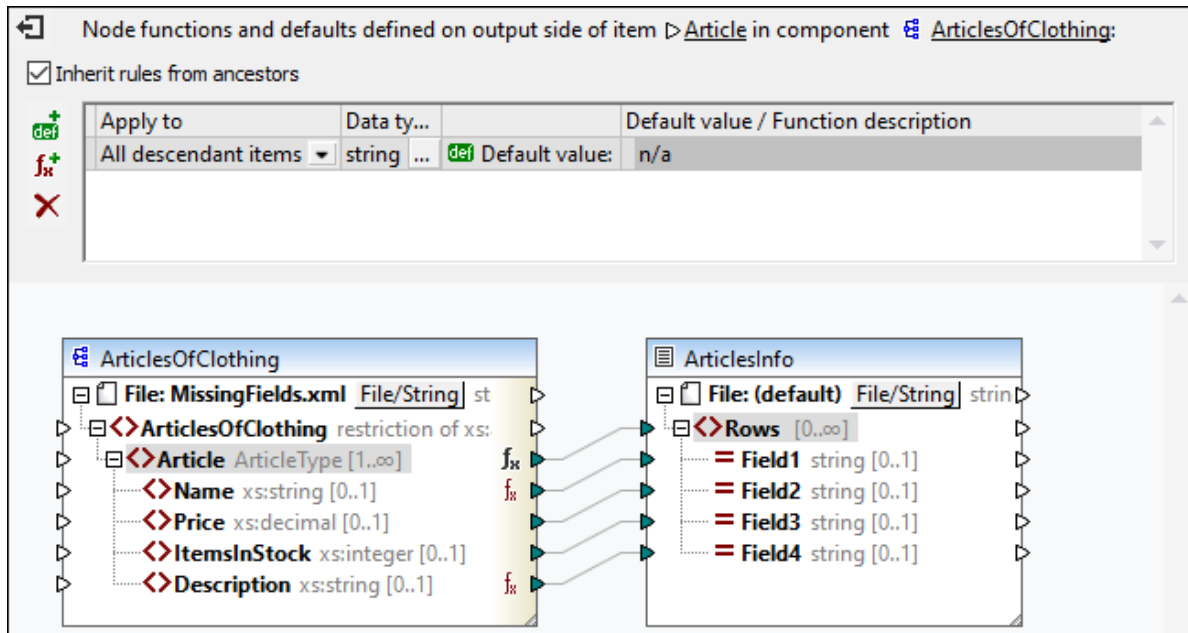 Node functions and defaults defined on output side of item Article in component ArticlesOfClothing:
Inherit rules from ancestors
Apply to Data ty... Default value / Function description
All descendant items string ... def Default value: n/a
ArticlesOfClothing
File: MissingFields.xml File/String st
ArticlesOfClothing restriction of xs:
Article ArticleType [1..∞]
Name xs:string [0..1]
Price xs:decimal [0..1]
ItemsInStock xs:integer [0..1]
Description xs:string [0..1]
ArticlesInfo
File: (default) File/String strin
Rows [0..∞]
Field1 string [0..1]
Field2 string [0..1]
Field3 string [0..1]
Field4 string [0..1]